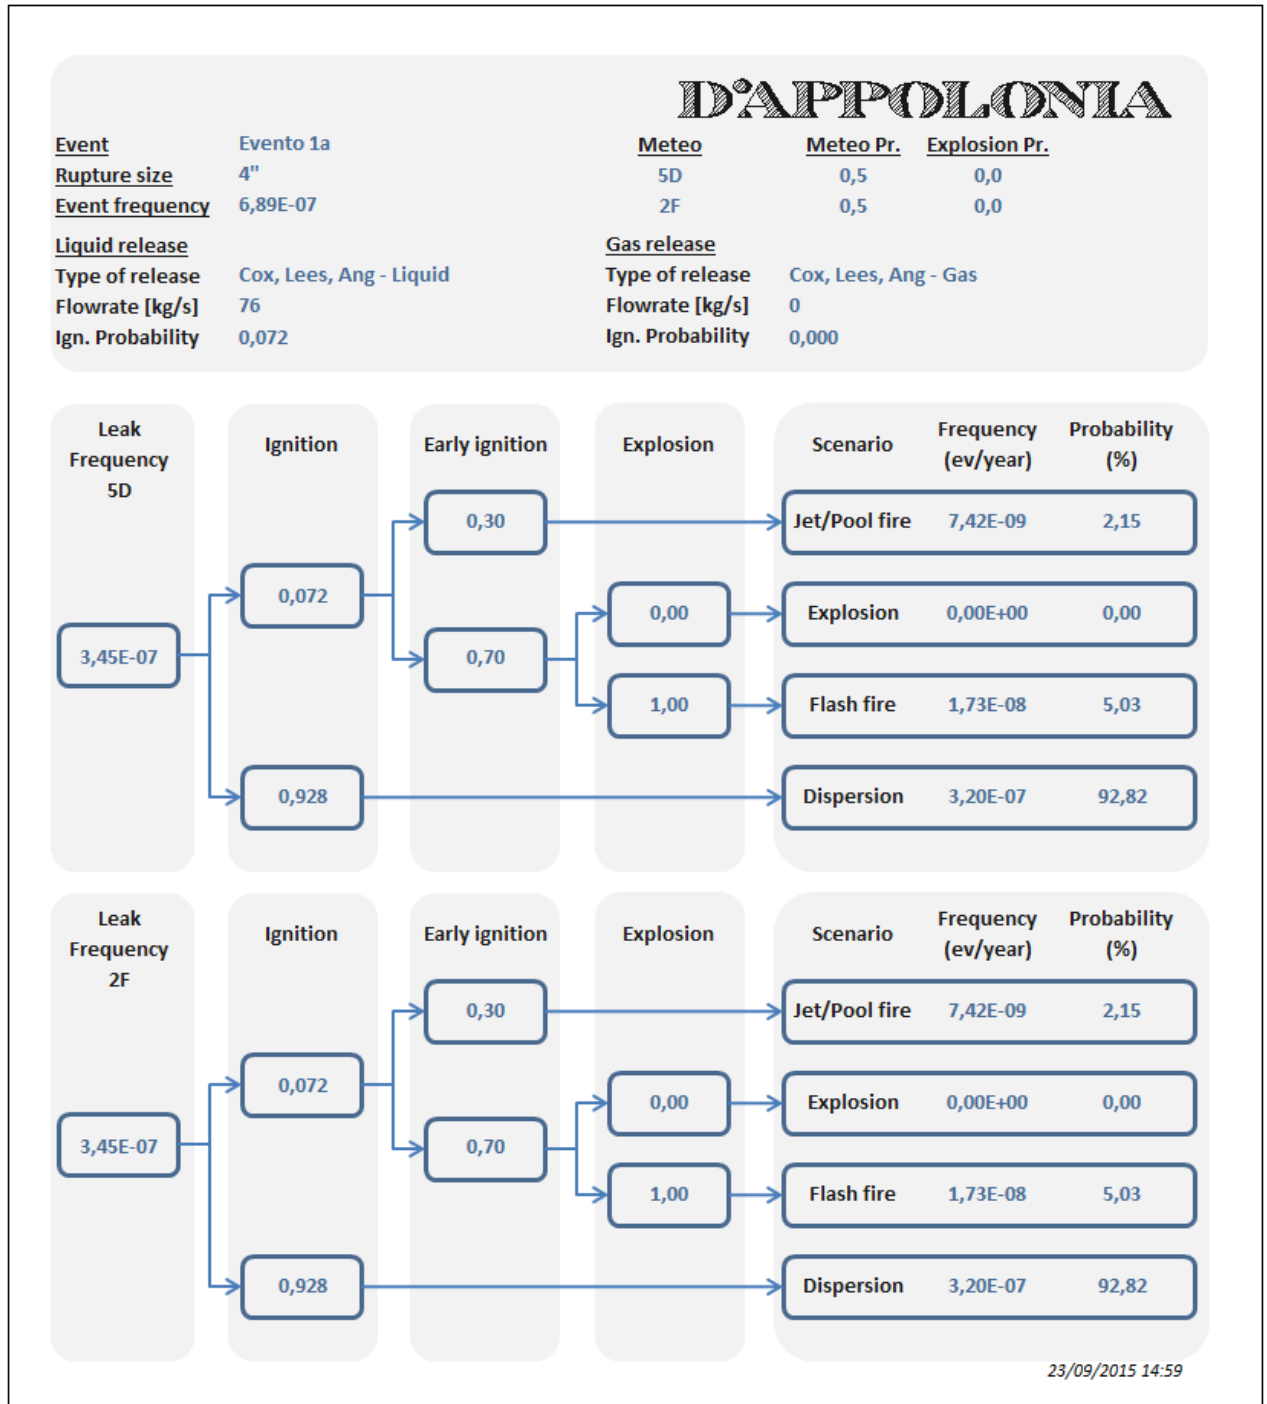 D'APPOLONIA
Event Evento 1a Meteo Meteo Pr. Explosion Pr.
Rupture size 4" 5D 0,5 0,0
Event frequency 6,89E-07 2F 0,5 0,0
Liquid release Gas release
Type of release Cox, Lees, Ang - Liquid Type of release Cox, Lees, Ang - Gas
Flowrate [kg/s] 76 Flowrate [kg/s] 0
Ign. Probability 0,072 Ign. Probability 0,000
Leak
Frequency
5D
Ignition
Early ignition
Explosion
Scenario
Frequency
(ev/year)
Probability
(%)
0,30
Jet/Pool fire 7,42E-09 2,15
0,072
0,00
Explosion 0,00E+00 0,00
3,45E-07
0,70
1,00
Flash fire 1,73E-08 5,03
0,928
Dispersion 3,20E-07 92,82
Leak
Frequency
2F
Ignition
Early ignition
Explosion
Scenario
Frequency
(ev/year)
Probability
(%)
0,30
Jet/Pool fire 7,42E-09 2,15
0,072
0,00
Explosion 0,00E+00 0,00
3,45E-07
0,70
1,00
Flash fire 1,73E-08 5,03
0,928
Dispersion 3,20E-07 92,82
23/09/2015 14:59